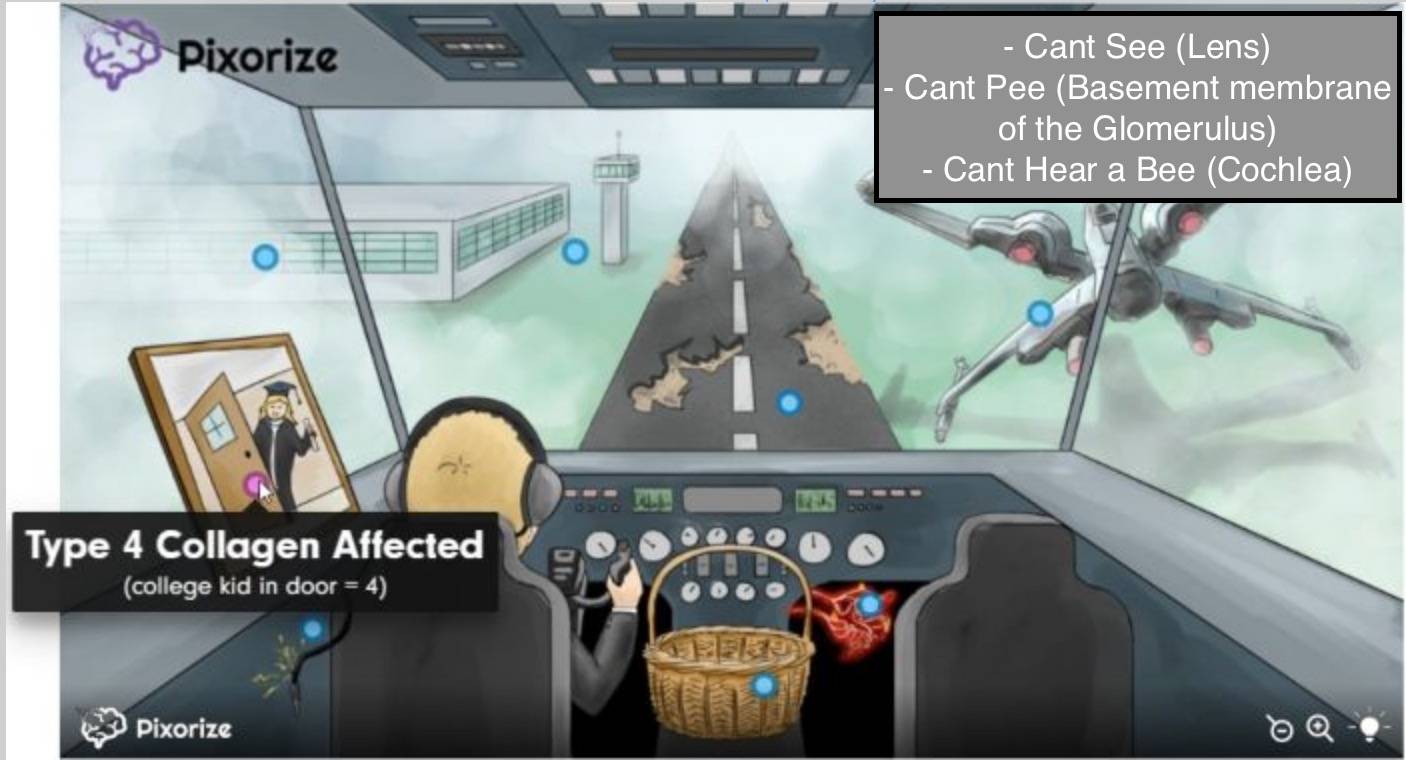 Pixorize
- Cant See (Lens)
- Cant Pee (Basement membrane
of the Glomerulus)
- Cant Hear a Bee (Cochlea)
Type 4 Collagen Affected
(college kid in door = 4)
Pixorize